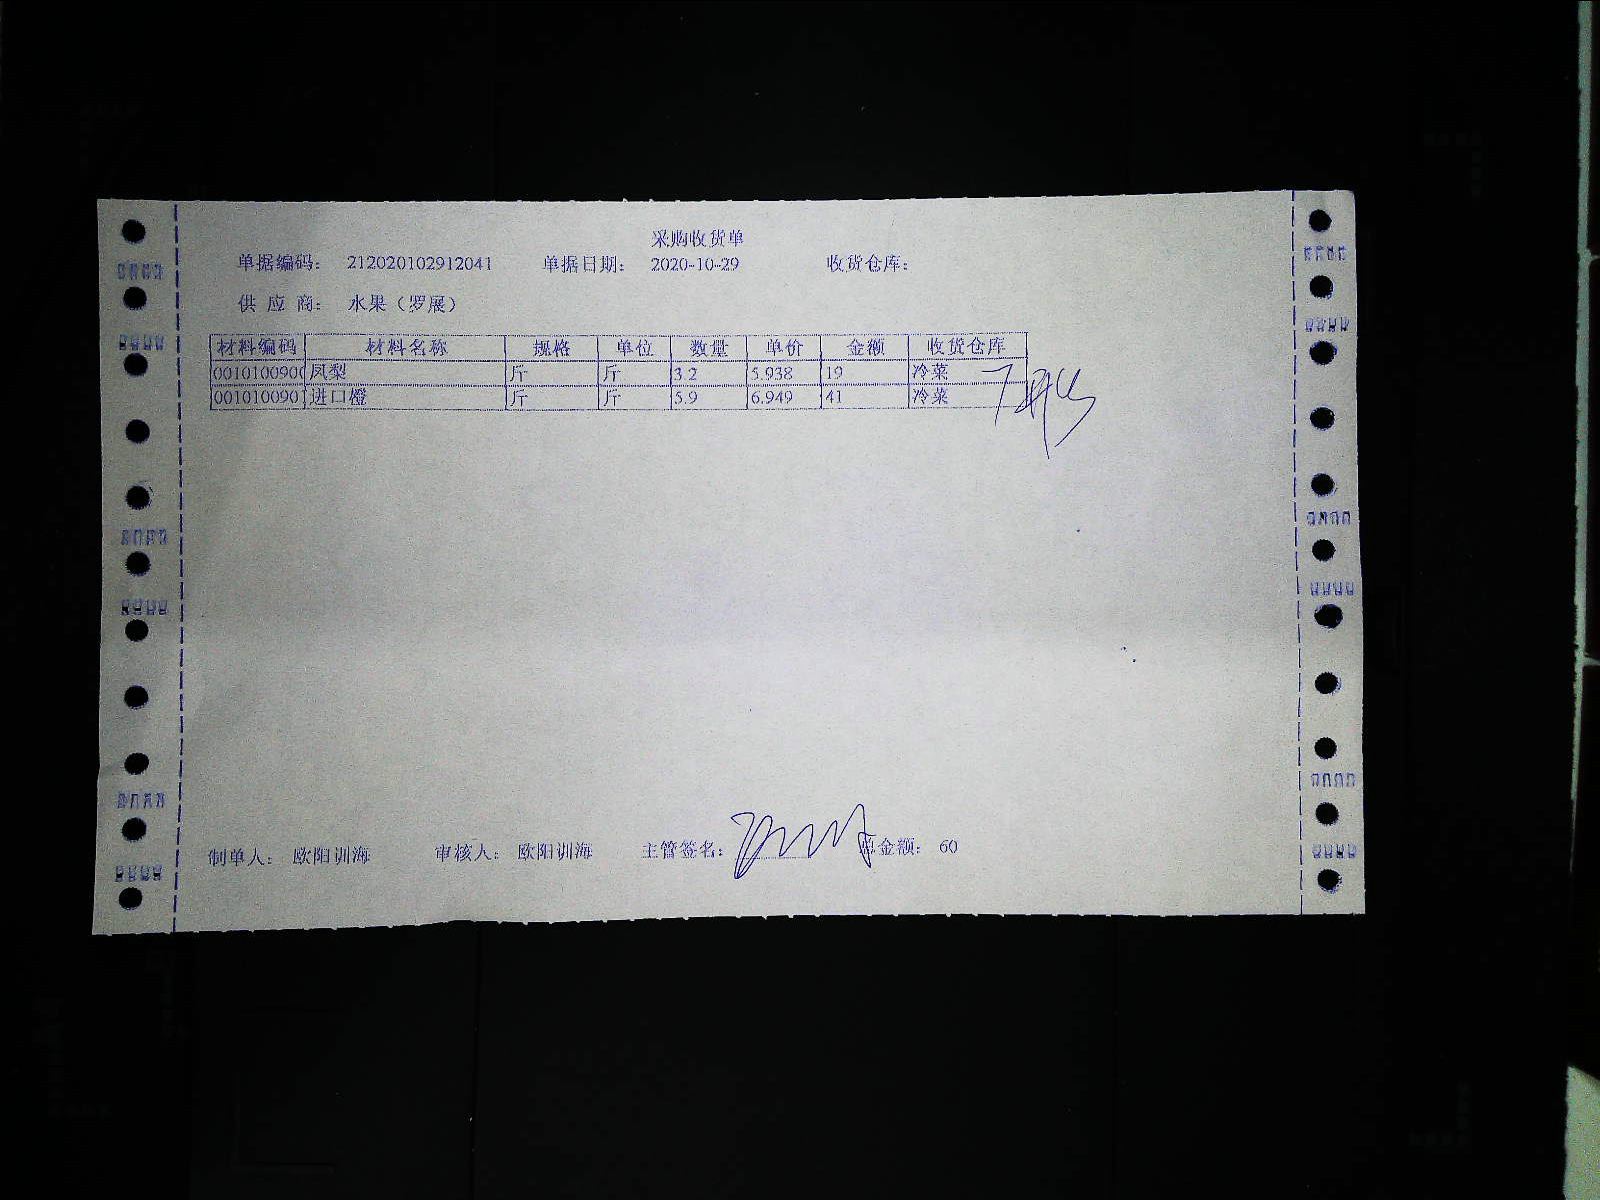 采购收货单
单据编码： 212020102912041 单据日期： 2020-10-29 收货仓库：
供 应 商： 水果（罗展）
材料编码 材料名称 规格 单位 数量 单价 金额 收货仓库
0010100900 凤梨 斤 斤 3.2 5.938 19 冷菜
001010090 进口橙 斤 斤 5.9 6.949 41 冷菜
制单人： 欧阳训海 审核人： 欧阳训海 主管签名： 总金额： 60